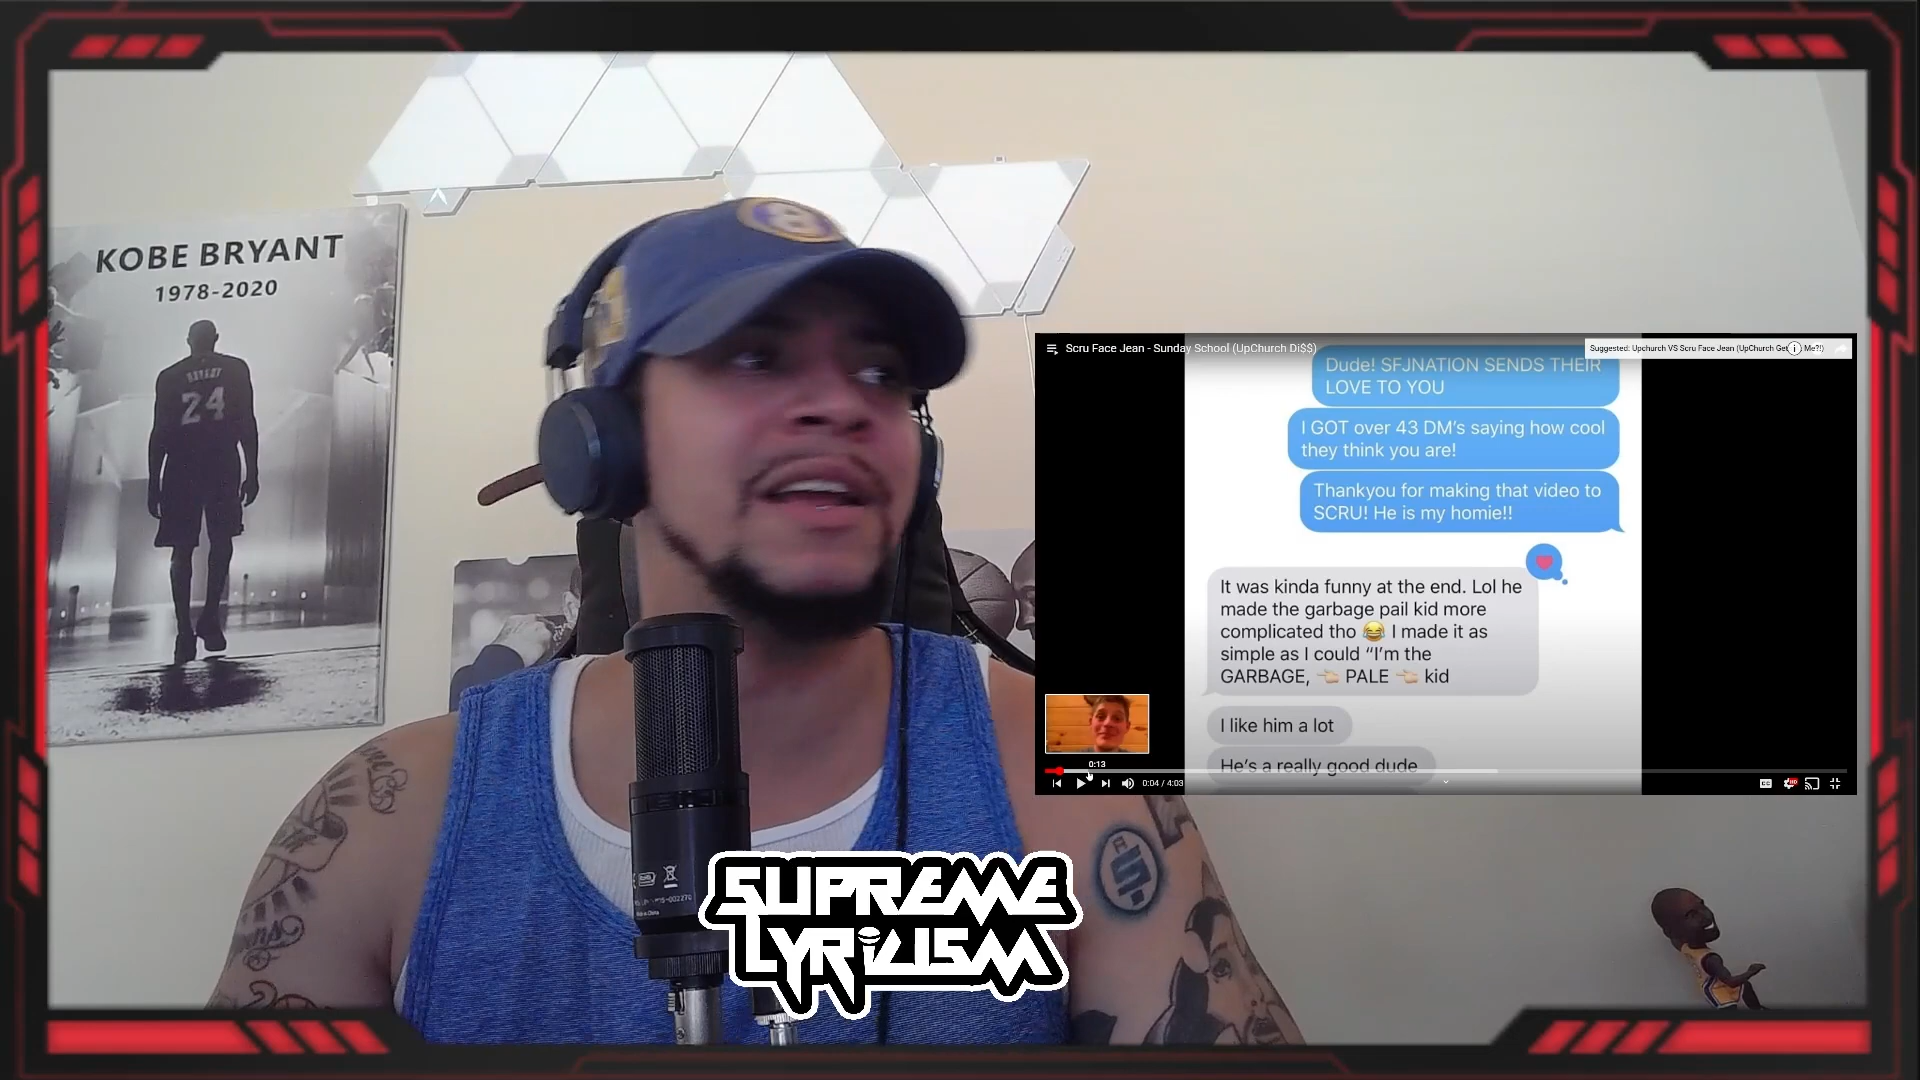 KOBE BRYANT
1978-2020
BRYANT
24
Scru Face Jean - Sunday School (UpChurch Di$$)
Suggested: Upchurch VS Scru Face Jean (UpChurch Get
Me?!)
Dude! SFJNATION SENDS THEIR
LOVE TO YOU
I GOT over 43 DM's saying how cool
they think you are!
Thankyou for making that video to
SCRU! He is my homie!!
It was kinda funny at the end. Lol he
made the garbage pail kid more
complicated tho 😂 I made it as
simple as I could “I’m the
GARBAGE, 👈🏻 PALE 👈🏻 kid
I like him a lot
He’s a really good dude
0:13
0:04 / 4:03
CC
HD
SUPREME
LYRICISM